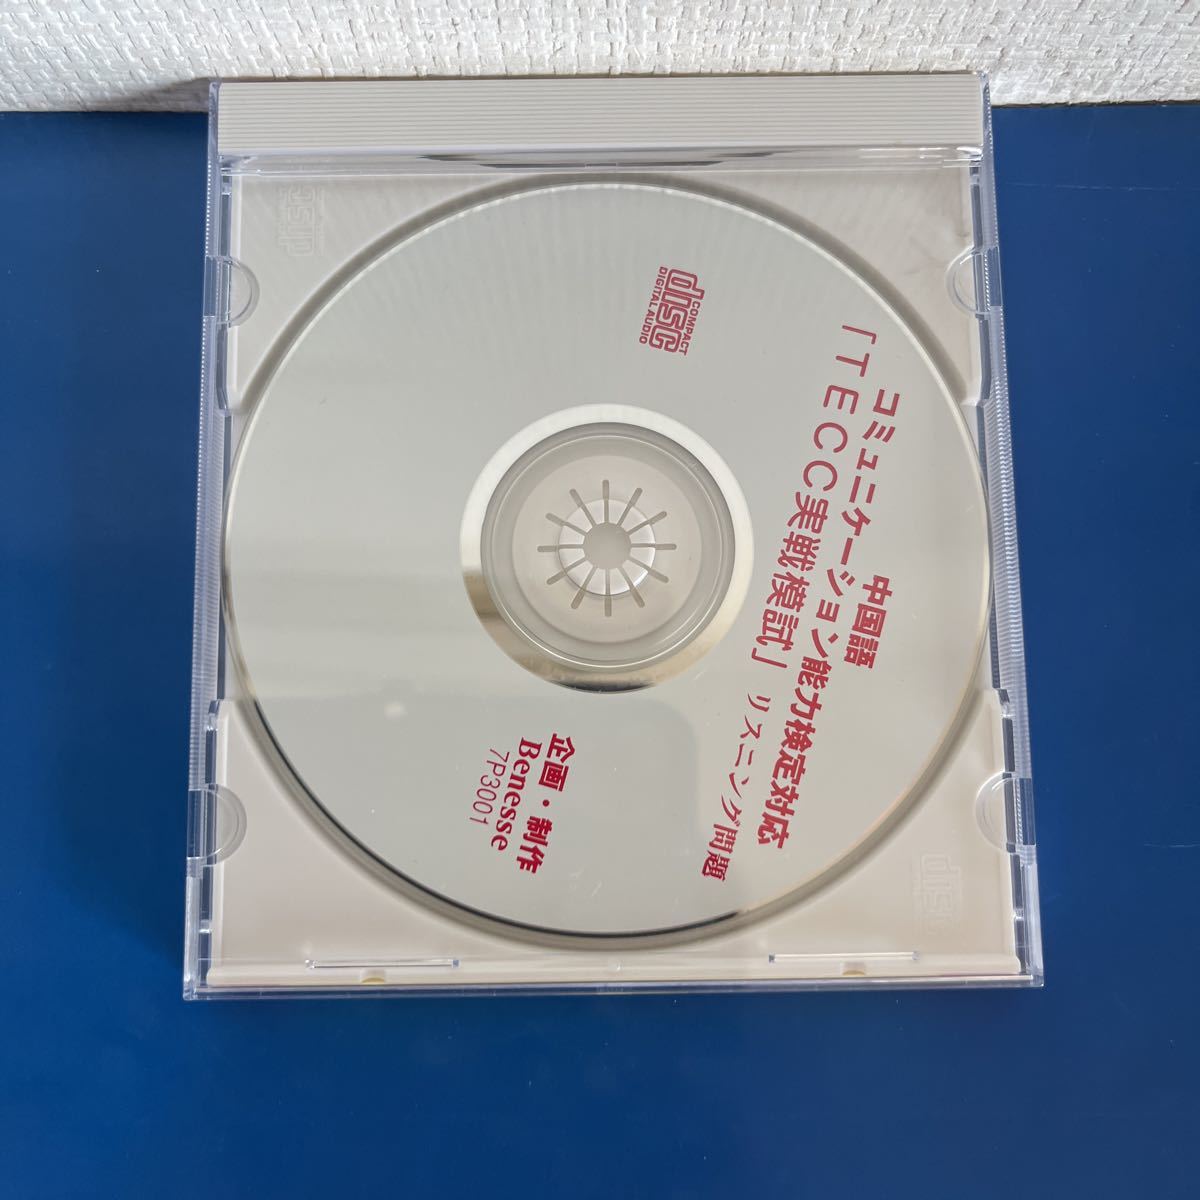 中国語
コミュニケーション能力検定対応
「TECC実戦模試」リスニング問題
COMPACT
disc
DIGITAL AUDIO
企画・制作
Benesse
7P3001
disc
disc